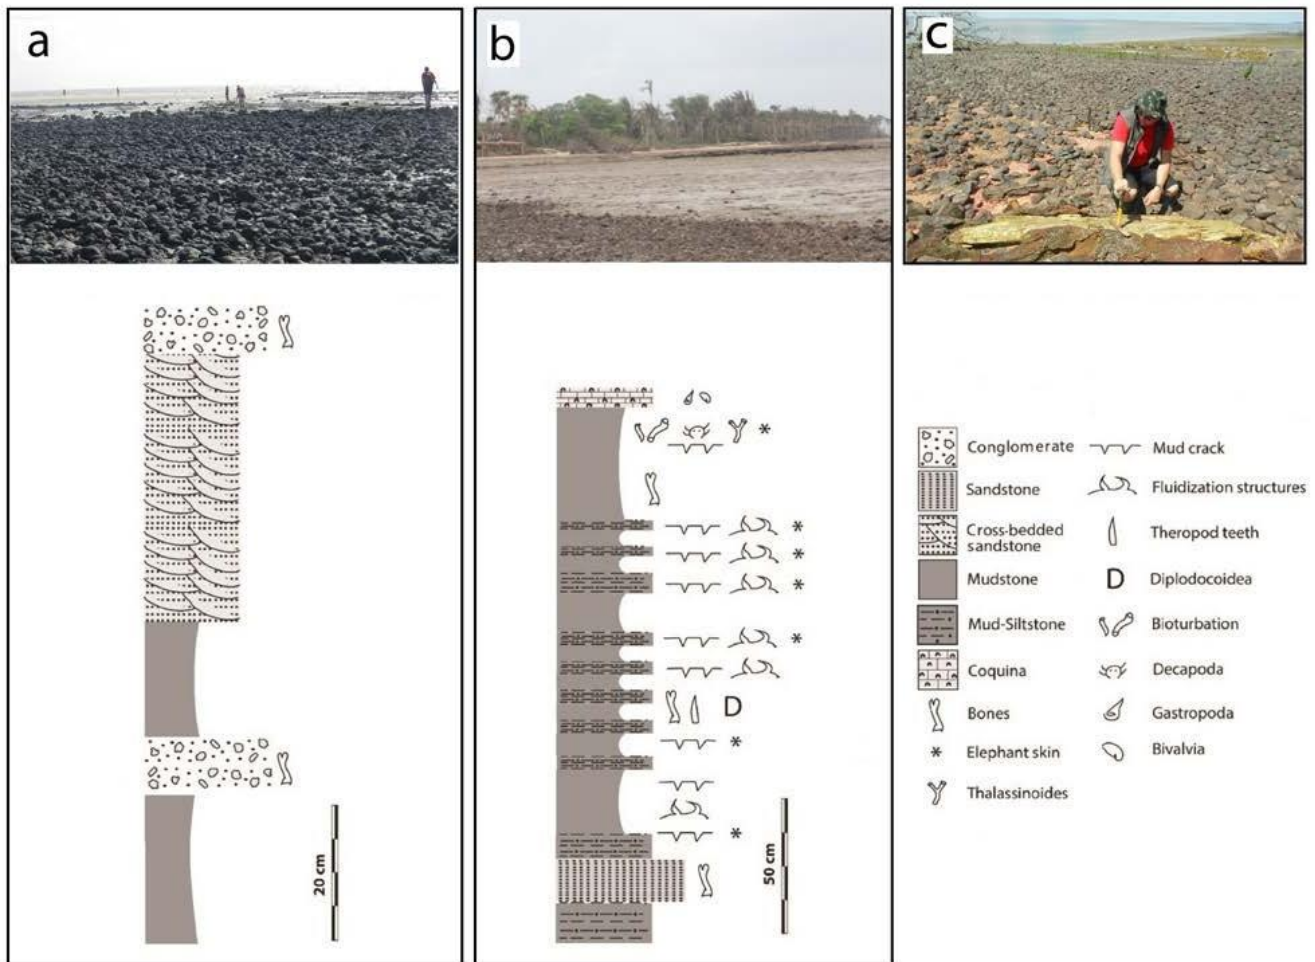 a
20 cm
b
*
*
*
*
*
D
*
*
50 cm
c
Conglomerate
Sandstone
Cross-bedded
sandstone
Mudstone
Mud-Siltstone
Coquina
Bones
* Elephant skin
Thalassinoides
Mud crack
Fluidization structures
Theropod teeth
D Diplodocoidea
Bioturbation
Decapoda
Gastropoda
Bivalvia